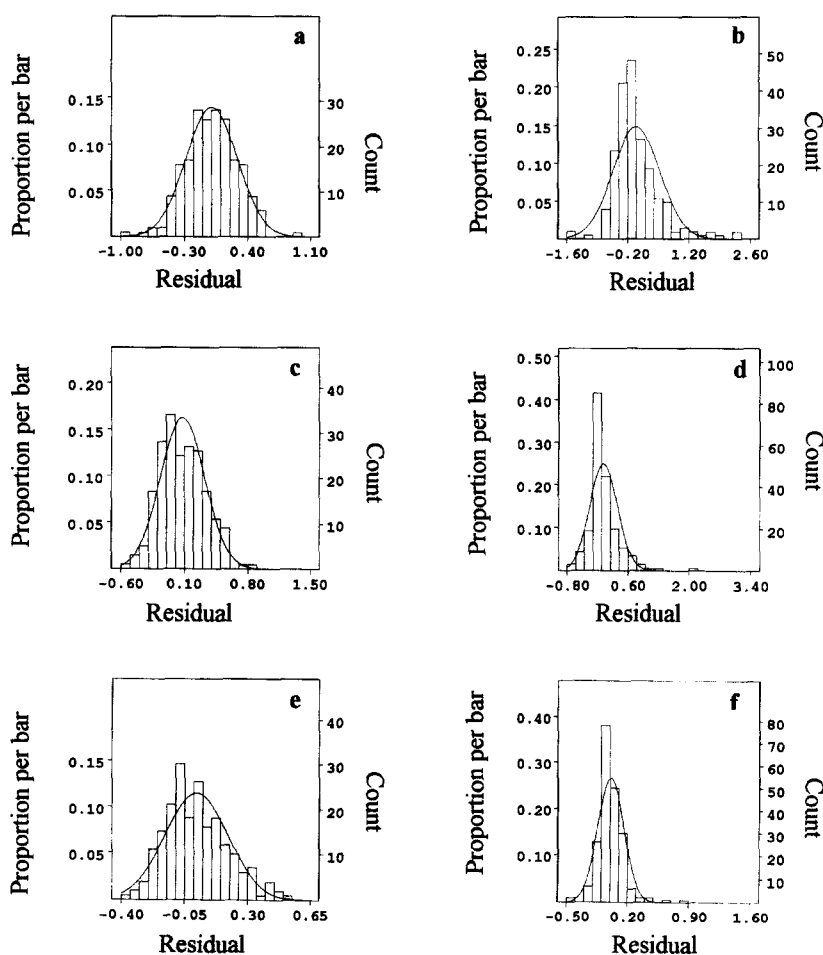 a
Proportion per bar
0.15
0.10
0.05
30
20
10
Count
-1.00 -0.30 0.40 1.10
Residual
b
Proportion per bar
0.25
0.20
0.15
0.10
0.05
50
40
30
20
10
Count
-1.60 -0.20 1.20 2.60
Residual
c
Proportion per bar
0.20
0.15
0.10
0.05
40
30
20
10
Count
-0.60 0.10 0.80 1.50
Residual
d
Proportion per bar
0.50
0.40
0.30
0.20
0.10
100
80
60
40
20
Count
-0.80 0.60 2.00 3.40
Residual
e
Proportion per bar
0.15
0.10
0.05
40
30
20
10
Count
-0.40 -0.05 0.30 0.65
Residual
f
Proportion per bar
0.40
0.30
0.20
0.10
80
70
60
50
40
30
20
10
Count
-0.50 0.20 0.90 1.60
Residual